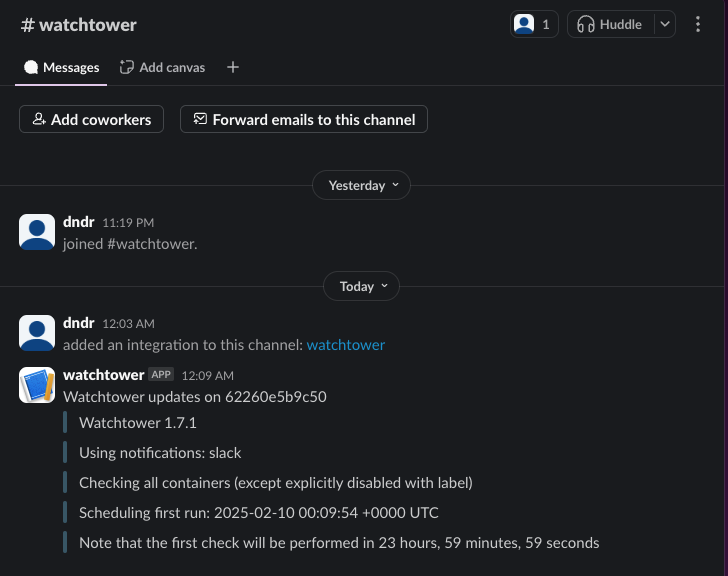 # watchtower
1
Huddle
Messages
Add canvas
Add coworkers
Forward emails to this channel
Yesterday
dndr 11:19 PM
joined #watchtower.
Today
dndr 12:03 AM
added an integration to this channel: watchtower
watchtower APP 12:09 AM
Watchtower updates on 62260e5b9c50
Watchtower 1.7.1
Using notifications: slack
Checking all containers (except explicitly disabled with label)
Scheduling first run: 2025-02-10 00:09:54 +0000 UTC
Note that the first check will be performed in 23 hours, 59 minutes, 59 seconds